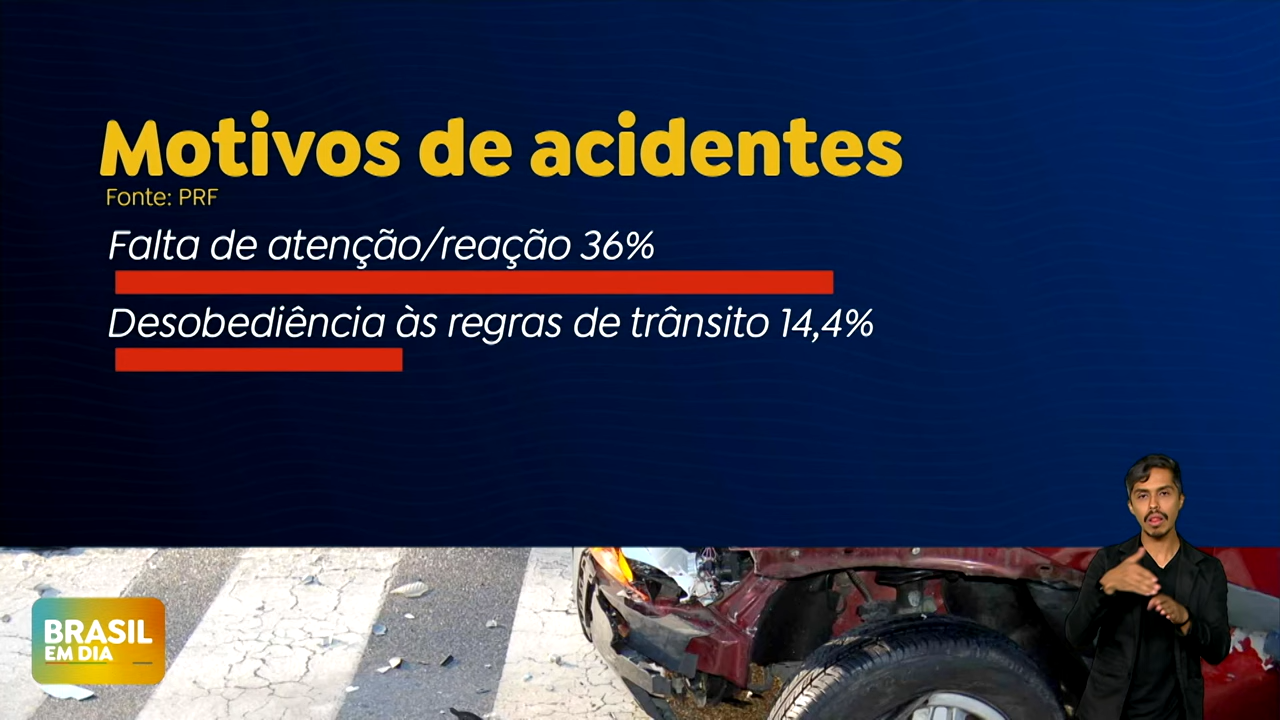 Motivos de acidentes
Fonte: PRF
Falta de atenção/reação 36%
Desobediência às regras de trânsito 14,4%
BRASIL
EM DIA